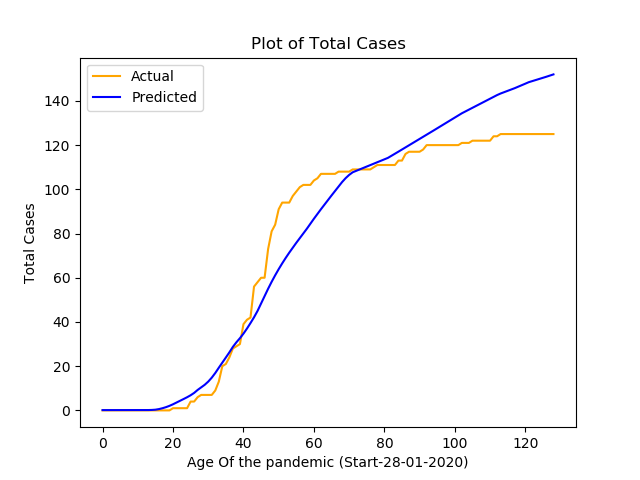 Plot of Total Cases
Actual
Predicted
140
120
100
80
60
40
20
0
Total Cases
0 20 40 60 80 100 120
Age Of the pandemic (Start-28-01-2020)